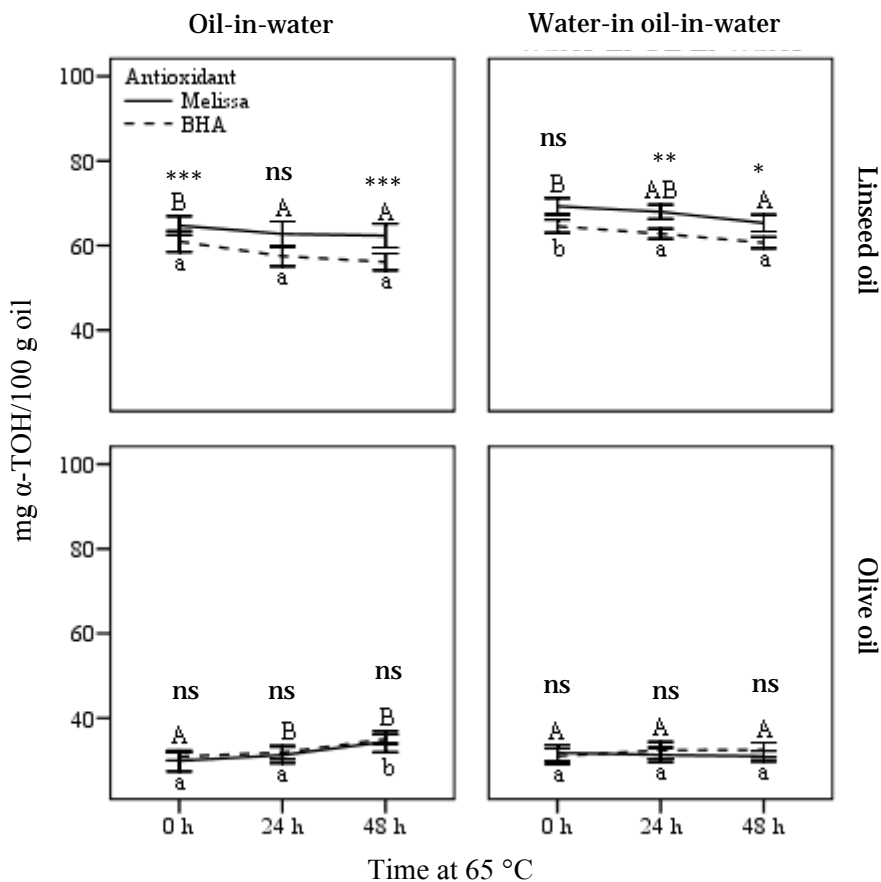 Oil-in-water
Water-in oil-in-water
Antioxidant
Melissa
BHA
100
80
60
40
*** ns ***
B A A
a a a
ns ** *
B AB A
b a a
Linseed oil
mg α-TOH/100 g oil
100
80
60
40
ns ns ns
A B B
a a b
ns ns ns
A A A
a a a
Olive oil
0 h 24 h 48 h
0 h 24 h 48 h
Time at 65 °C